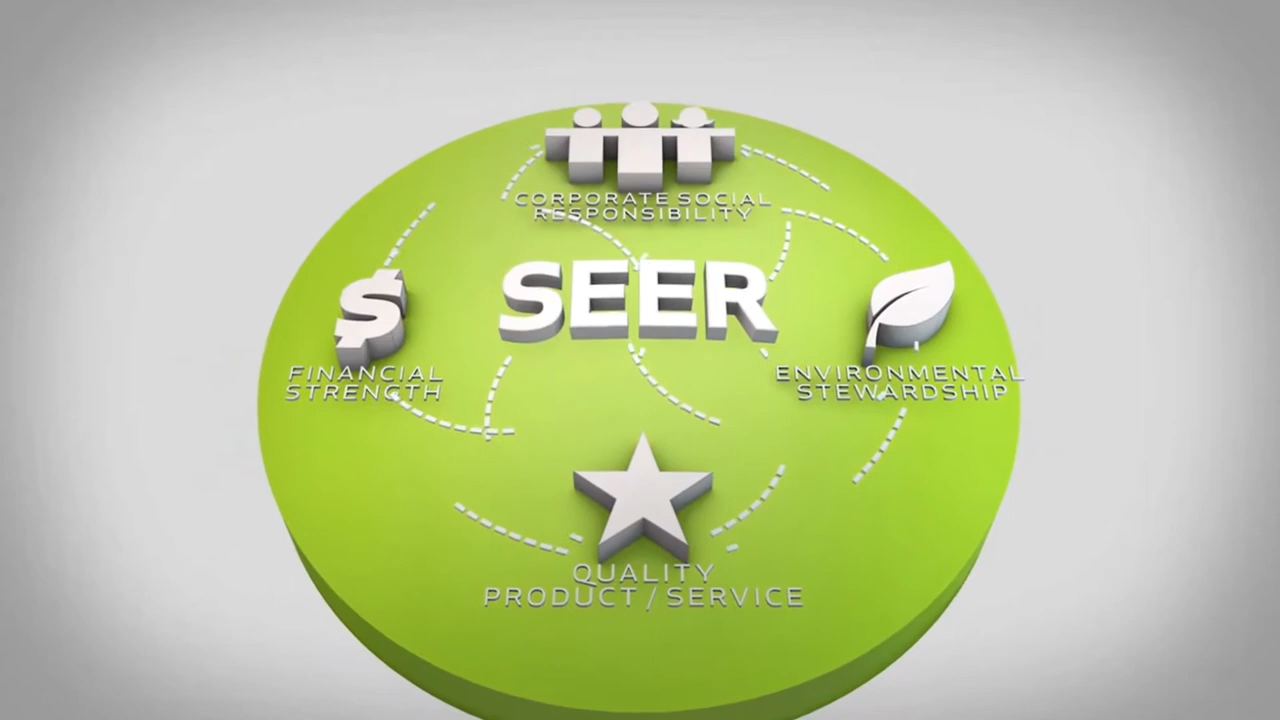 CORPORATE SOCIAL
RESPONSIBILITY
SEER
FINANCIAL
STRENGTH
ENVIRONMENTAL
STEWARDSHIP
QUALITY
PRODUCT / SERVICE